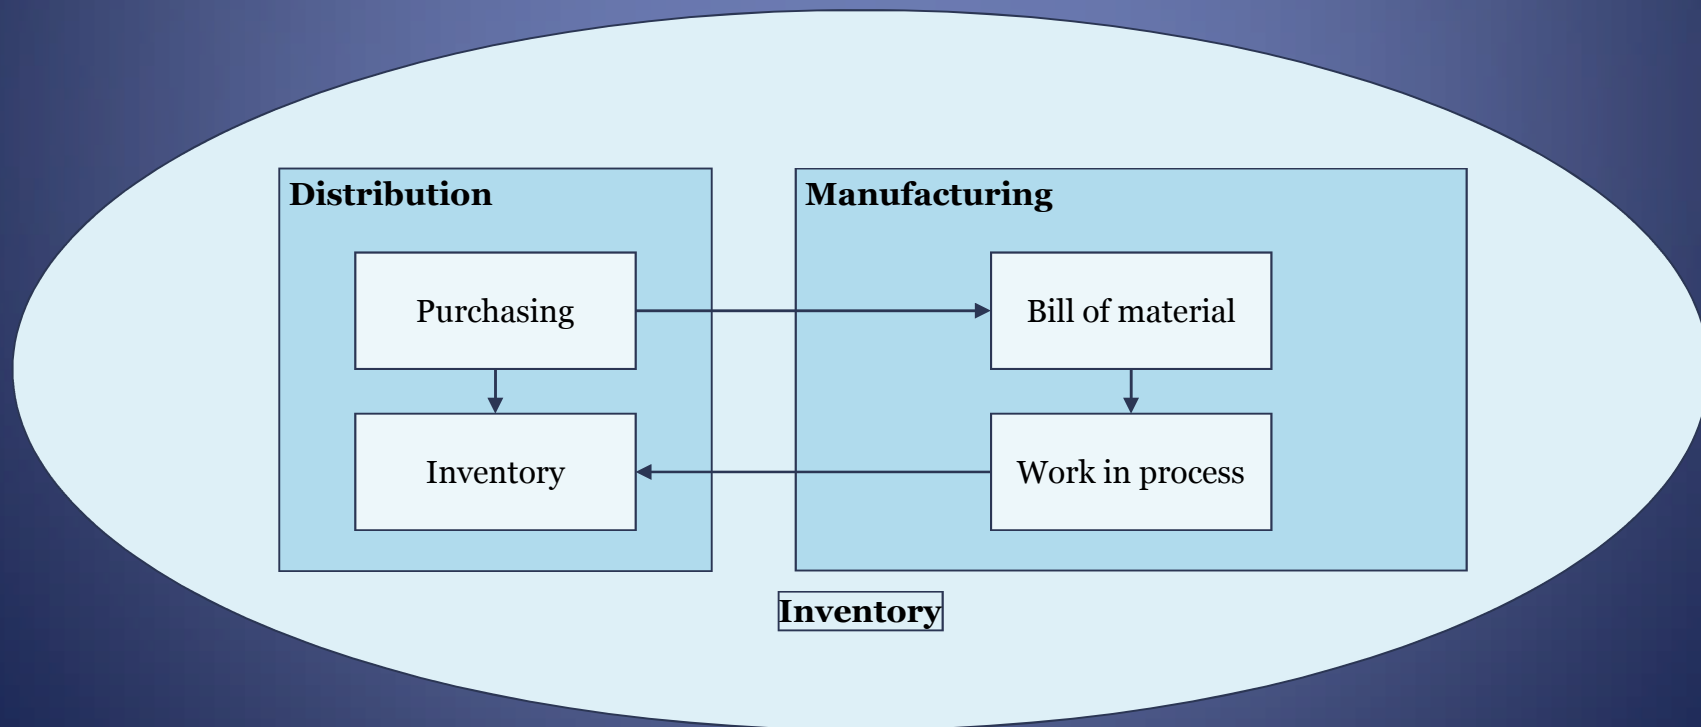 Distribution
Manufacturing
Purchasing
Bill of material
Inventory
Work in process
Inventory